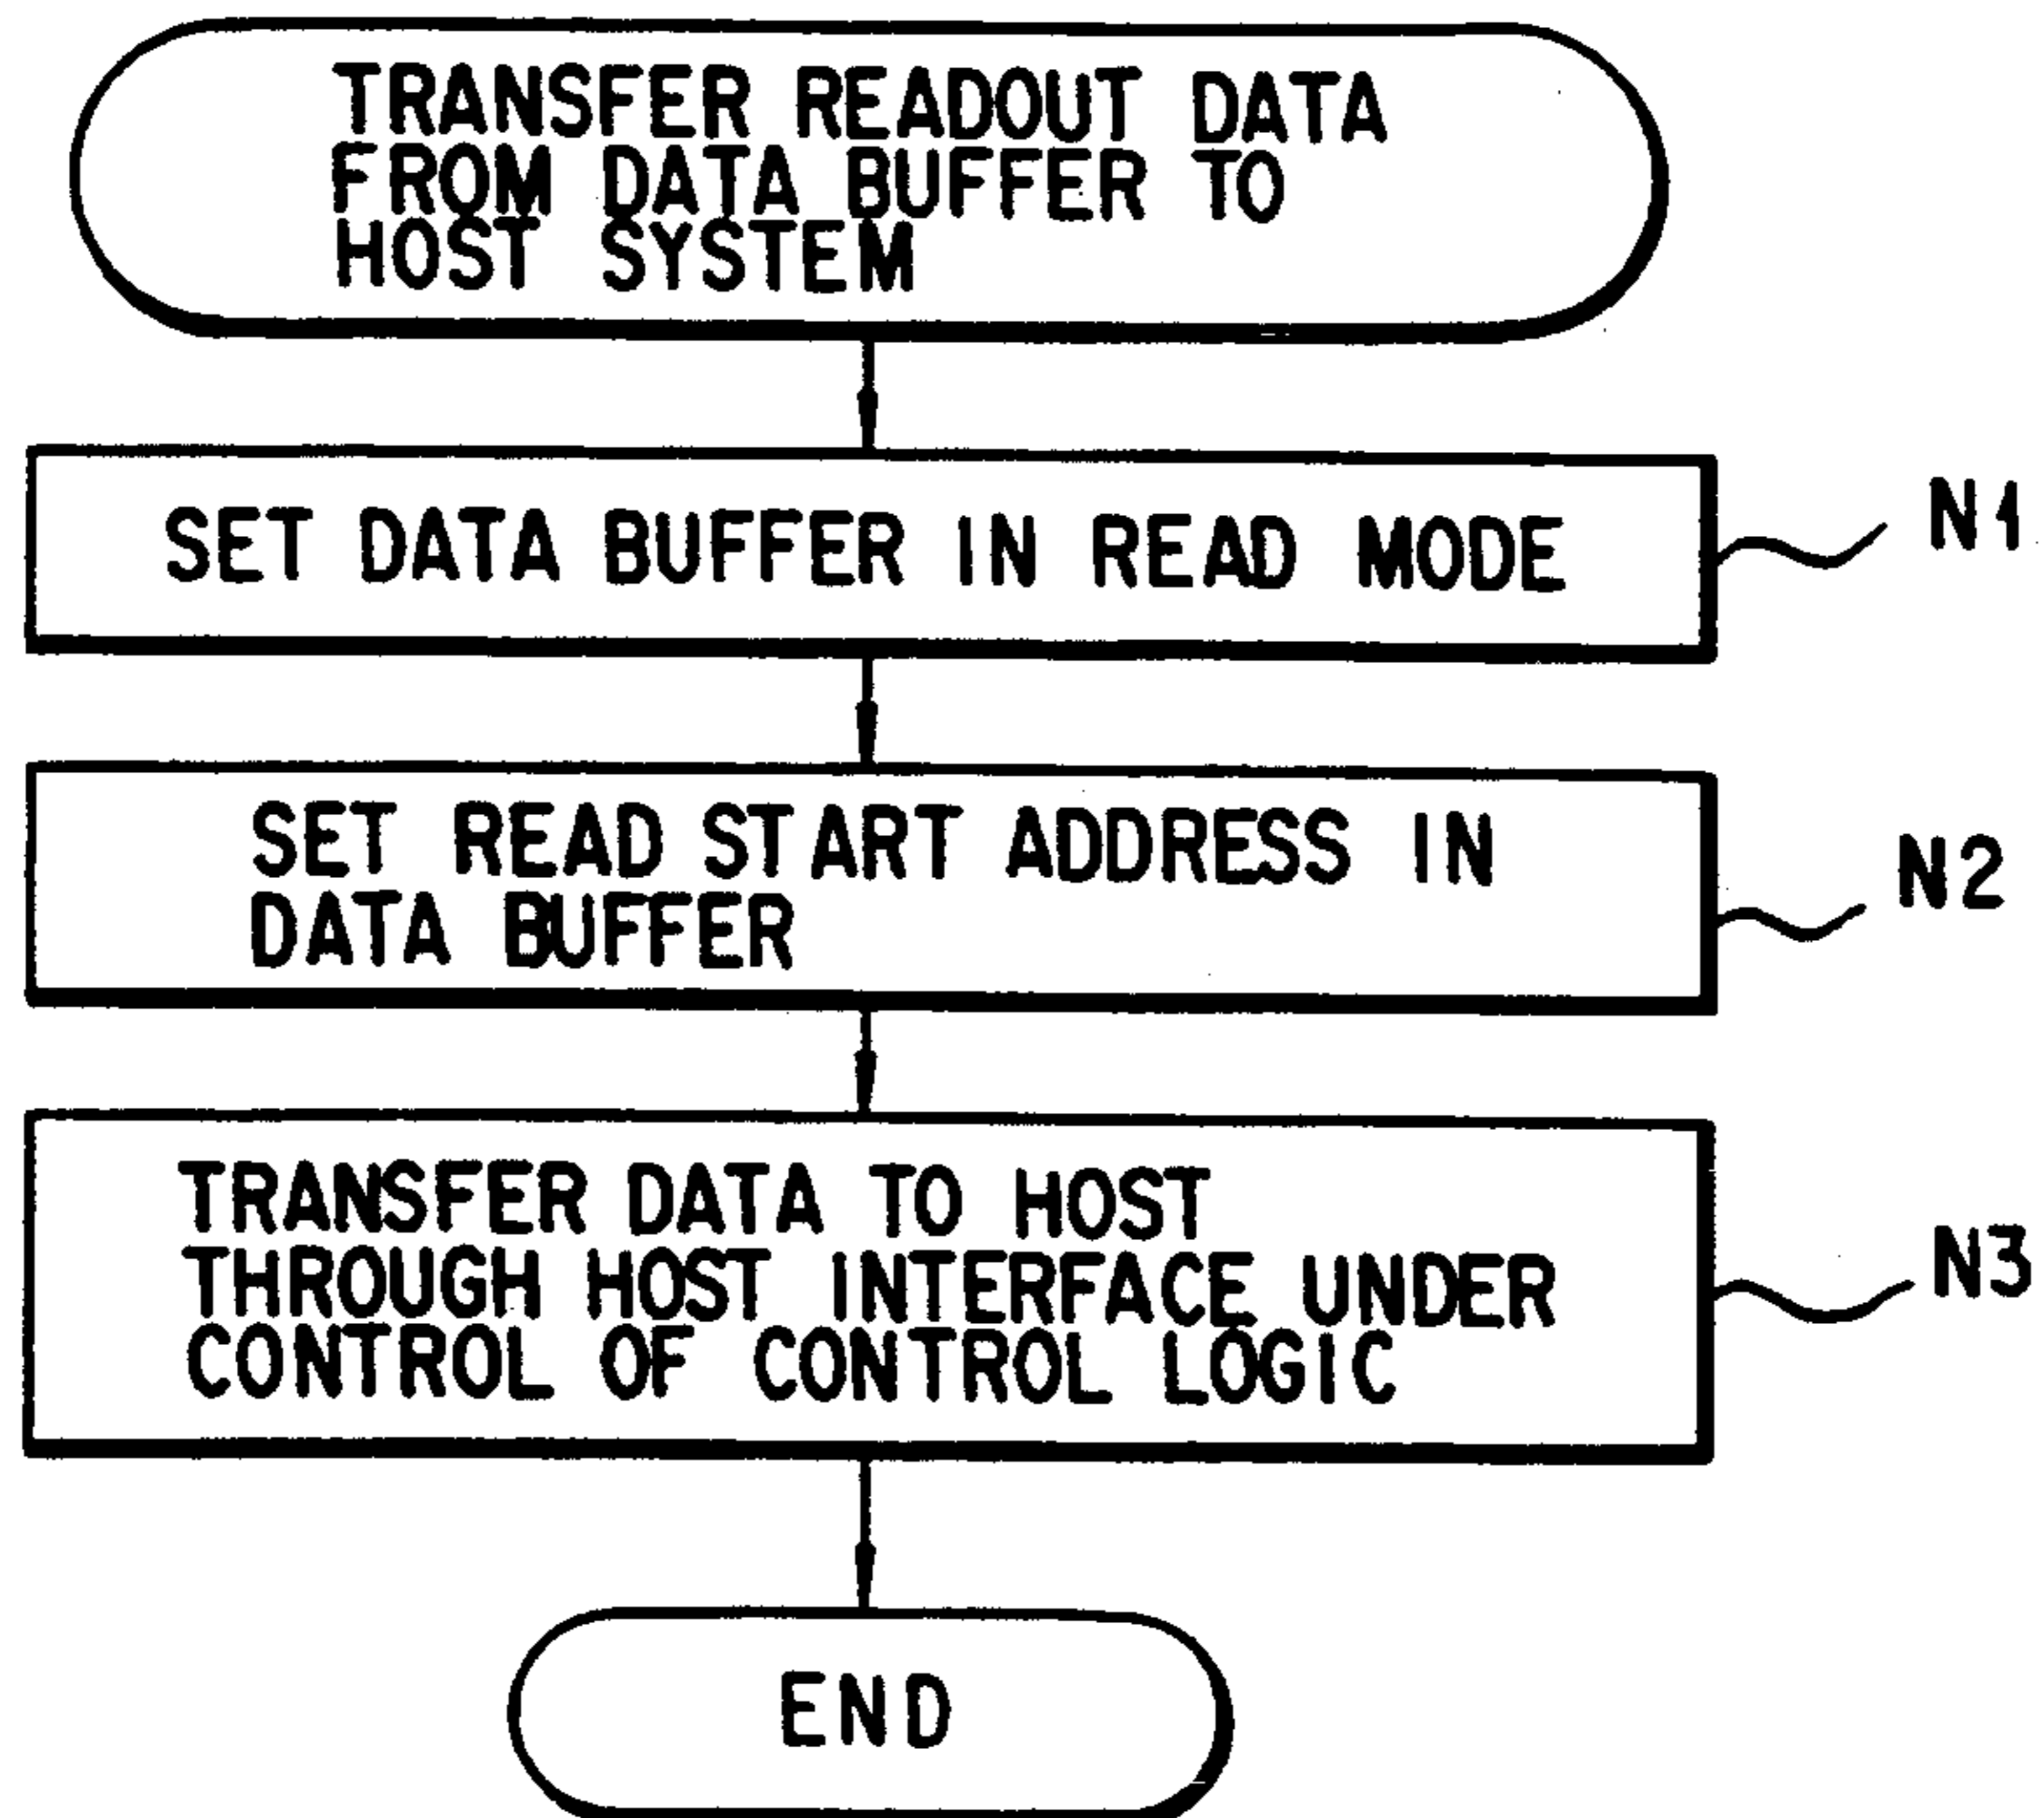 TRANSFER READOUT DATA
FROM DATA BUFFER TO
HOST SYSTEM
SET DATA BUFFER IN READ MODE
N1
SET READ START ADDRESS IN
DATA BUFFER
N2
TRANSFER DATA TO HOST
THROUGH HOST INTERFACE UNDER
CONTROL OF CONTROL LOGIC
N3
END